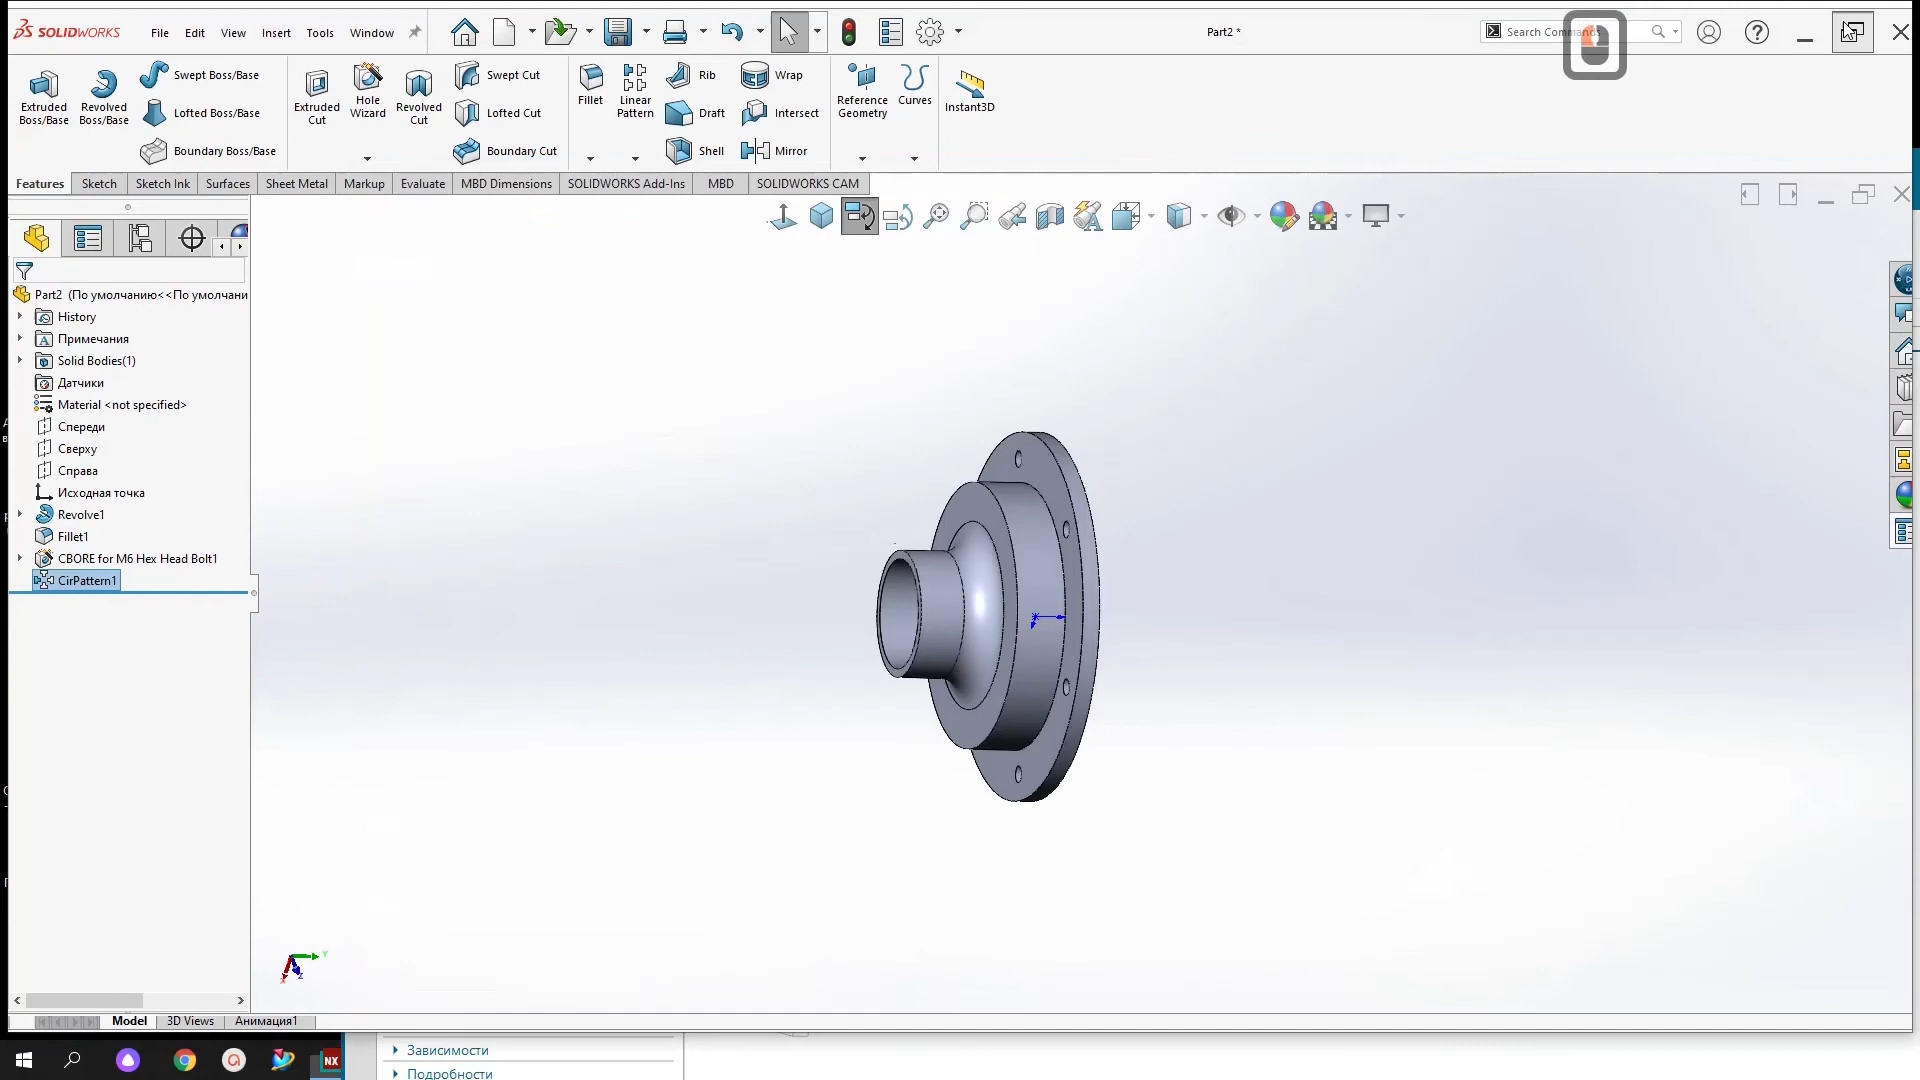 SOLIDWORKS File Edit View Insert Tools Window Part2 * Search Commands
Extruded Boss/Base
Revolved Boss/Base
Swept Boss/Base
Lofted Boss/Base
Boundary Boss/Base
Extruded Cut
Hole Wizard
Revolved Cut
Swept Cut
Lofted Cut
Boundary Cut
Fillet
Linear Pattern
Rib
Draft
Shell
Wrap
Intersect
Mirror
Reference Geometry
Curves
Instant3D
Features Sketch Sketch Ink Surfaces Sheet Metal Markup Evaluate MBD Dimensions SOLIDWORKS Add-Ins MBD SOLIDWORKS CAM
Part2 (По умолчанию<<По умолчани
History
Примечания
Solid Bodies(1)
Датчики
Material <not specified>
Спереди
Сверху
Справа
Исходная точка
Revolve1
Fillet1
CBORE for M6 Hex Head Bolt1
CirPattern1
Model 3D Views Анимация1
NX
Зависимости
Подробности